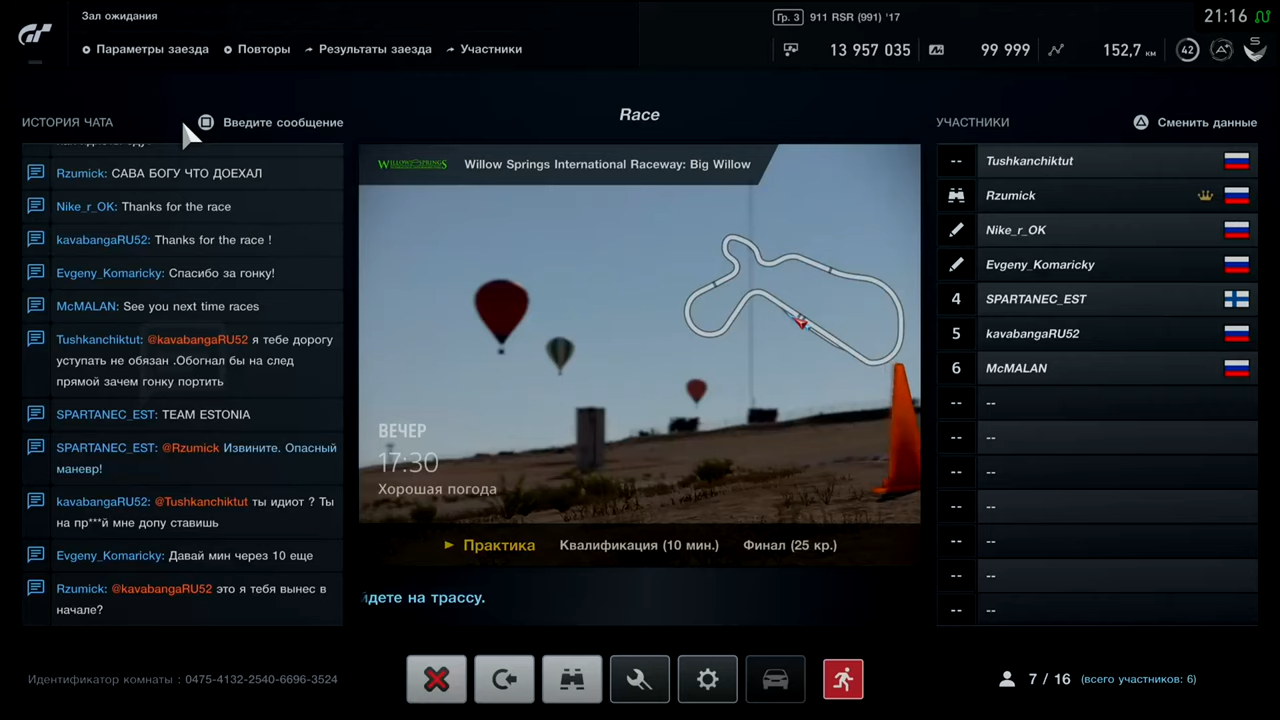 Зал ожидания
Гр. 3 911 RSR (991) '17
21:16
Параметры заезда Повторы Результаты заезда Участники
13 957 035 99 999 152,7 км 42 S
ИСТОРИЯ ЧАТА Введите сообщение
Rzumick: САВА БОГУ ЧТО ДОЕХАЛ
Nike_r_OK: Thanks for the race
kavabangaRU52: Thanks for the race !
Evgeny_Komaricky: Спасибо за гонку!
McMALAN: See you next time races
Tushkanchiktut: @kavabangaRU52 я тебе дорогу
уступать не обязан .Обогнал бы на след
прямой зачем гонку портить
SPARTANEC_EST: TEAM ESTONIA
SPARTANEC_EST: @Rzumick Извините. Опасный
маневр!
kavabangaRU52: @Tushkanchiktut ты идиот ? Ты
на пр***й мне допу ставишь
Evgeny_Komaricky: Давай мин через 10 еще
Rzumick: @kavabangaRU52 это я тебя вынес в
начале?
Race
WILLOW SPRINGS Willow Springs International Raceway: Big Willow
ВЕЧЕР
17:30
Хорошая погода
Практика Квалификация (10 мин.) Финал (25 кр.)
йдете на трассу.
УЧАСТНИКИ Сменить данные
-- Tushkanchiktut
Rzumick
Nike_r_OK
Evgeny_Komaricky
4 SPARTANEC_EST
5 kavabangaRU52
6 McMALAN
-- --
-- --
-- --
-- --
-- --
-- --
-- --
Идентификатор комнаты : 0475-4132-2540-6696-3524
7 / 16 (всего участников: 6)